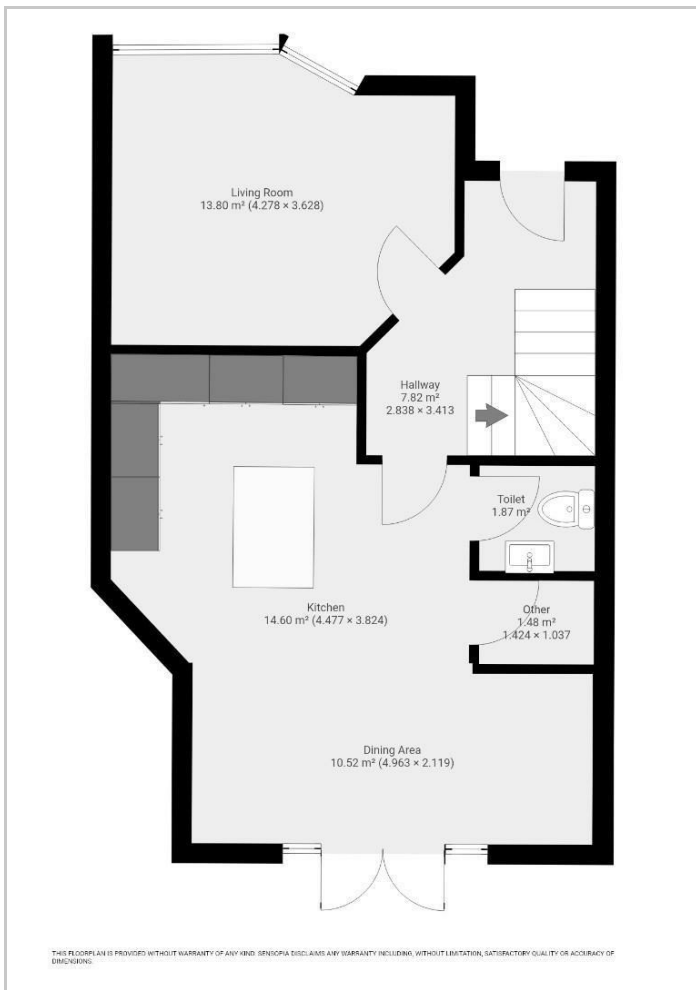 Living Room
13.80 m² (4.278 × 3.628)
Hallway
7.82 m²
2.838 × 3.413
Toilet
1.87 m²
Kitchen
14.60 m² (4.477 × 3.824)
Other
1.48 m²
1.424 × 1.037
Dining Area
10.52 m² (4.963 × 2.119)
THIS FLOORPLAN IS PROVIDED WITHOUT WARRANTY OF ANY KIND. SENSOPIA DISCLAIMS ANY WARRANTY INCLUDING, WITHOUT LIMITATION, SATISFACTORY QUALITY OR ACCURACY OF
DIMENSIONS.